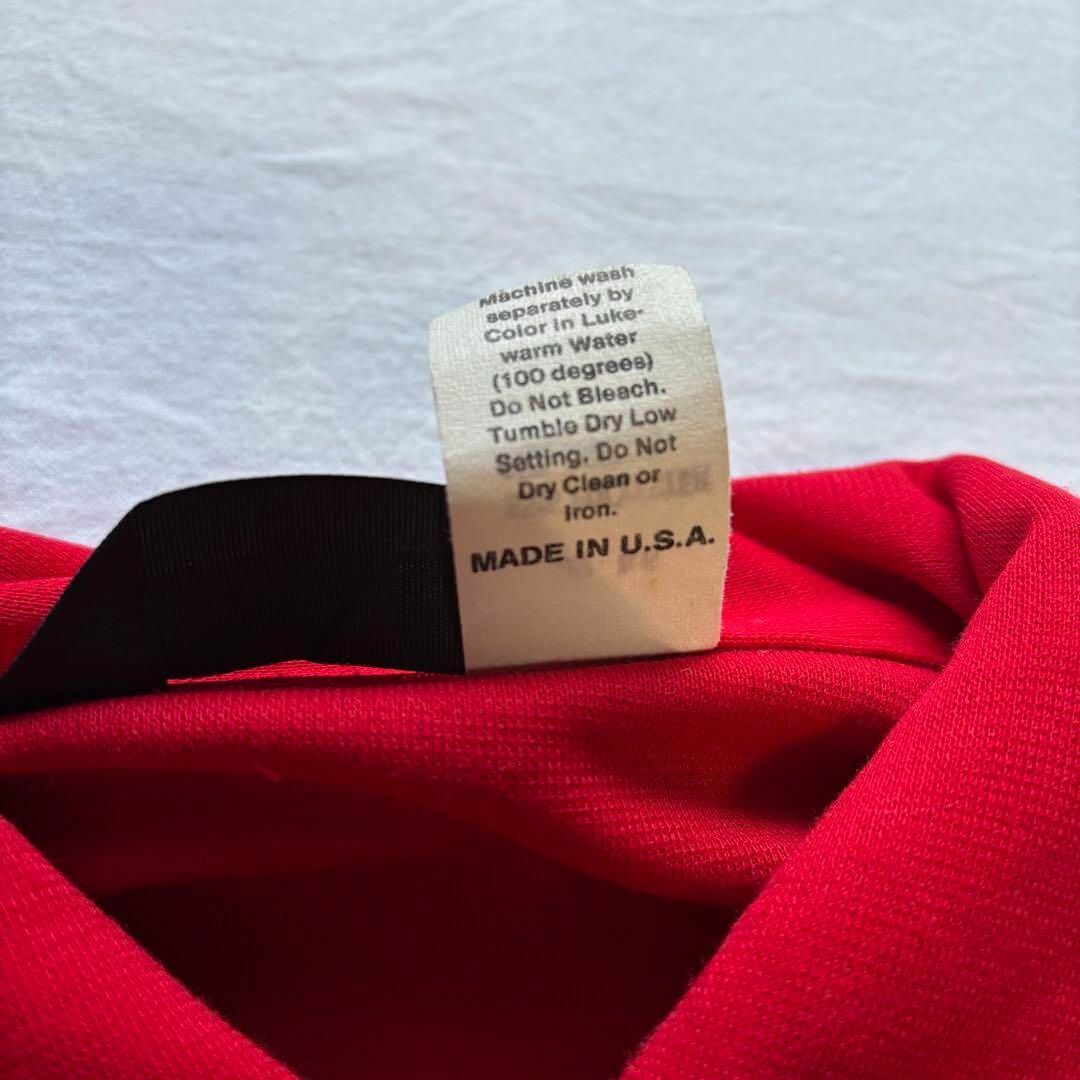 Machine wash
separately by
Color in Luke-
warm Water
(100 degrees)
Do Not Bleach.
Tumble Dry Low
Setting. Do Not
Dry Clean or
Iron.
MADE IN U.S.A.